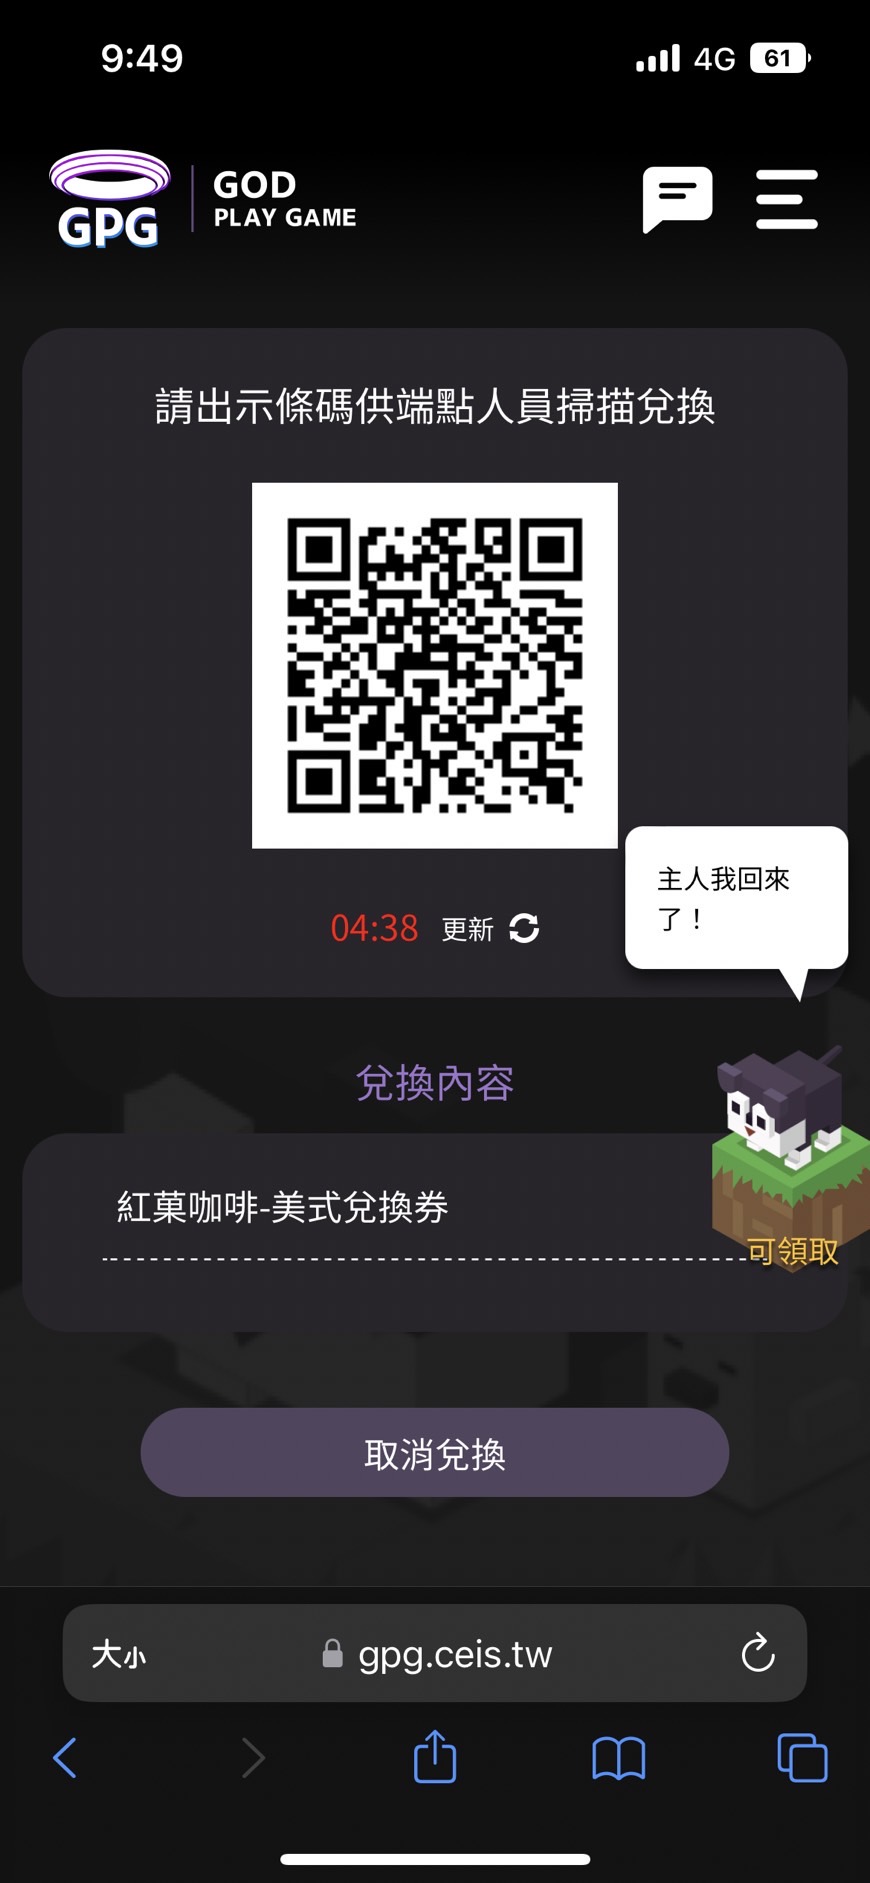 9:49
4G 61
GPG
GOD
PLAY GAME
請出示條碼供端點人員掃描兌換
主人我回來
了！
04:38 更新
兌換內容
紅菓咖啡-美式兌換券
可領取
取消兌換
大小 gpg.ceis.tw